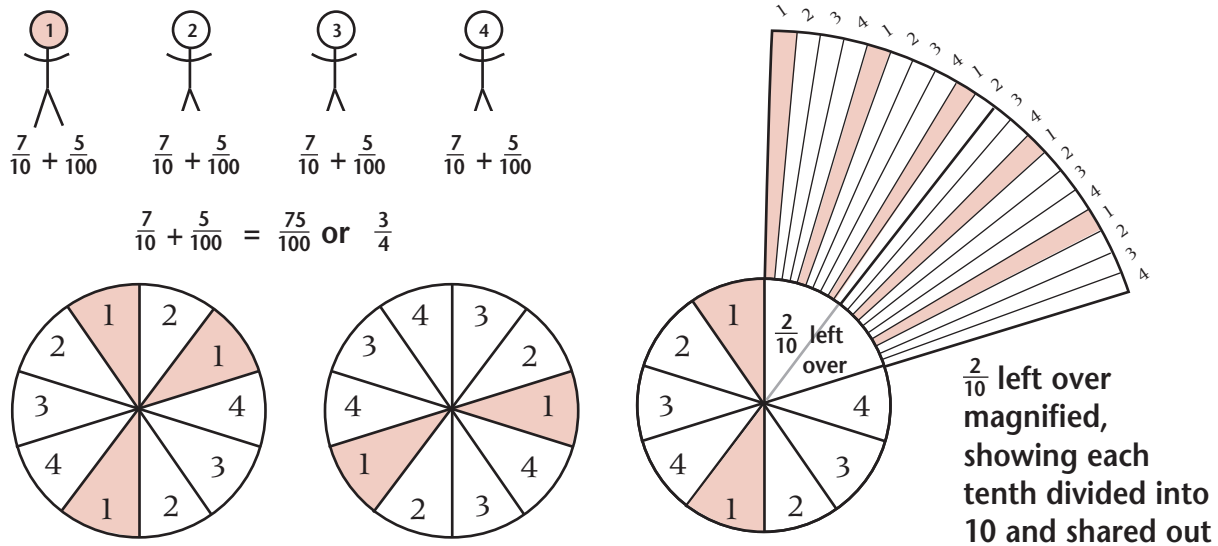 1 2 3 4
7/10 + 5/100 7/10 + 5/100 7/10 + 5/100 7/10 + 5/100
7/10 + 5/100 = 75/100 or 3/4
1 2 1 4 3 2 1 4 3 2
4 3 2 1 4 3 2 1 4 3
1 2 3 4 1 2 3 4 1 2 3 4 1 2 3 4 1 2 3 4
1 4 3 2 1 4 3 2
2/10 left
over
2/10 left over
magnified,
showing each
tenth divided into
10 and shared out